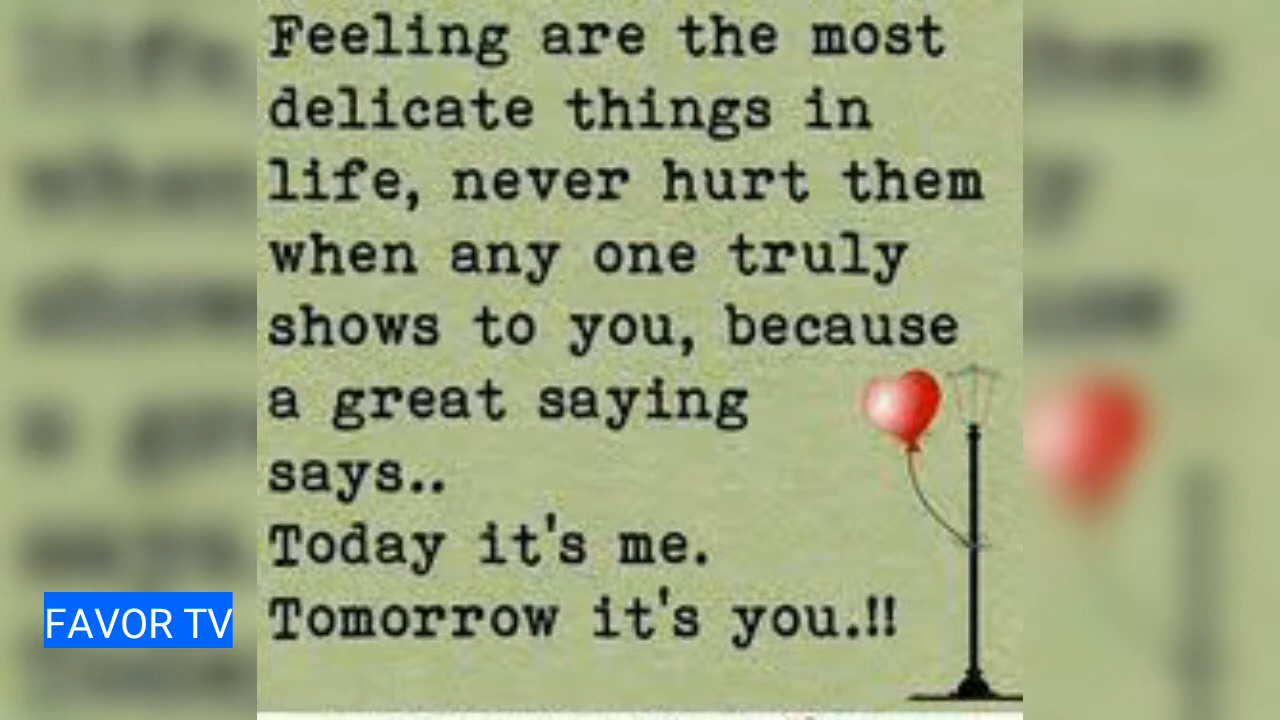 Feeling are the most
delicate things in
life, never hurt them
when any one truly
shows to you, because
a great saying
says..
Today it's me.
Tomorrow it's you.!!
FAVOR TV